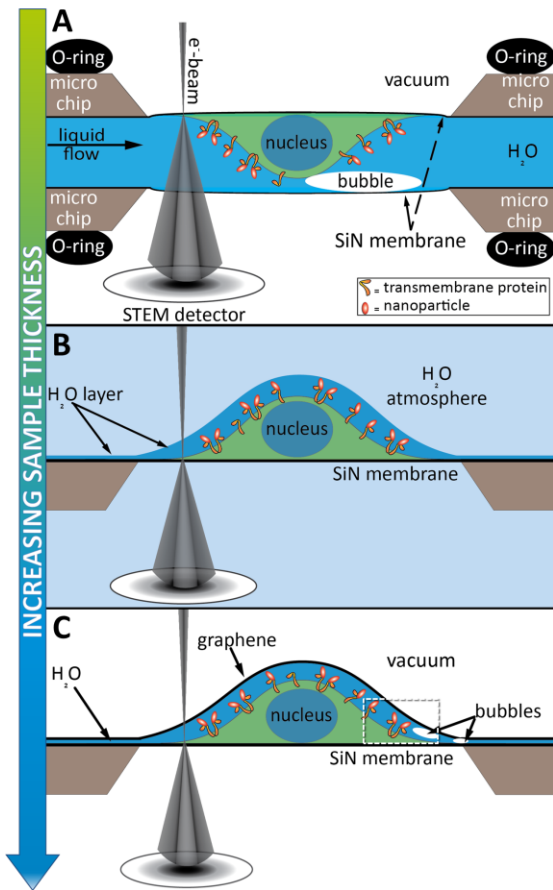 INCREASING SAMPLE THICKNESS
A
O-ring
micro
chip
e⁻-beam
vacuum
O-ring
micro
chip
liquid
flow
nucleus
bubble
H₂O
micro
chip
O-ring
SiN membrane
micro
chip
O-ring
STEM detector
= transmembrane protein
= nanoparticle
B
H₂O layer
H₂O
atmosphere
nucleus
SiN membrane
C
graphene
vacuum
H₂O
nucleus
bubbles
SiN membrane